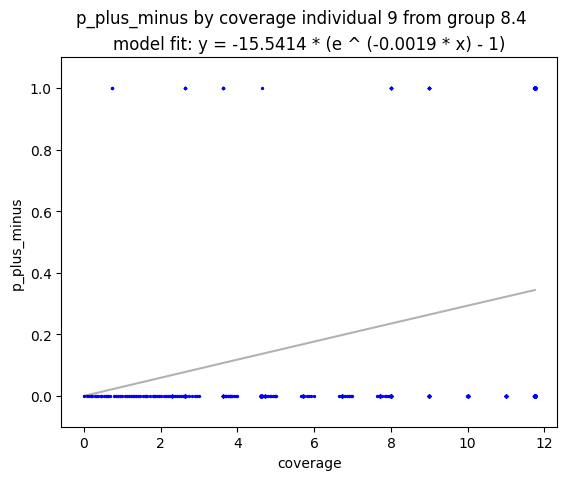 p_plus_minus by coverage individual 9 from group 8.4
model fit: y = -15.5414 * (e ^ (-0.0019 * x) - 1)
1.0
0.8
0.6
0.4
0.2
0.0
p_plus_minus
0 2 4 6 8 10 12
coverage